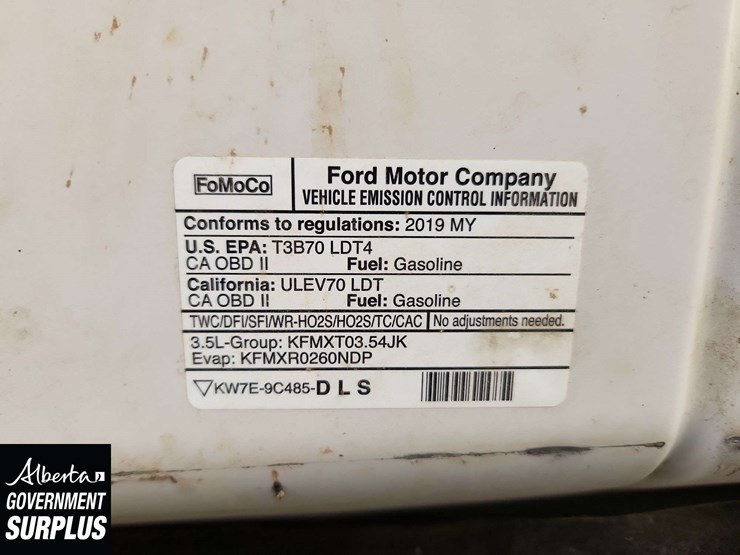 FoMoCo
Ford Motor Company
VEHICLE EMISSION CONTROL INFORMATION
Conforms to regulations: 2019 MY
U.S. EPA: T3B70 LDT4
CA OBD II Fuel: Gasoline
California: ULEV70 LDT
CA OBD II Fuel: Gasoline
TWC/DFI/SFI/WR-HO2S/HO2S/TC/CAC No adjustments needed.
3.5L-Group: KFMXT03.54JK
Evap: KFMXR0260NDP
KW7E-9C485-D L S
Alberta
GOVERNMENT
SURPLUS